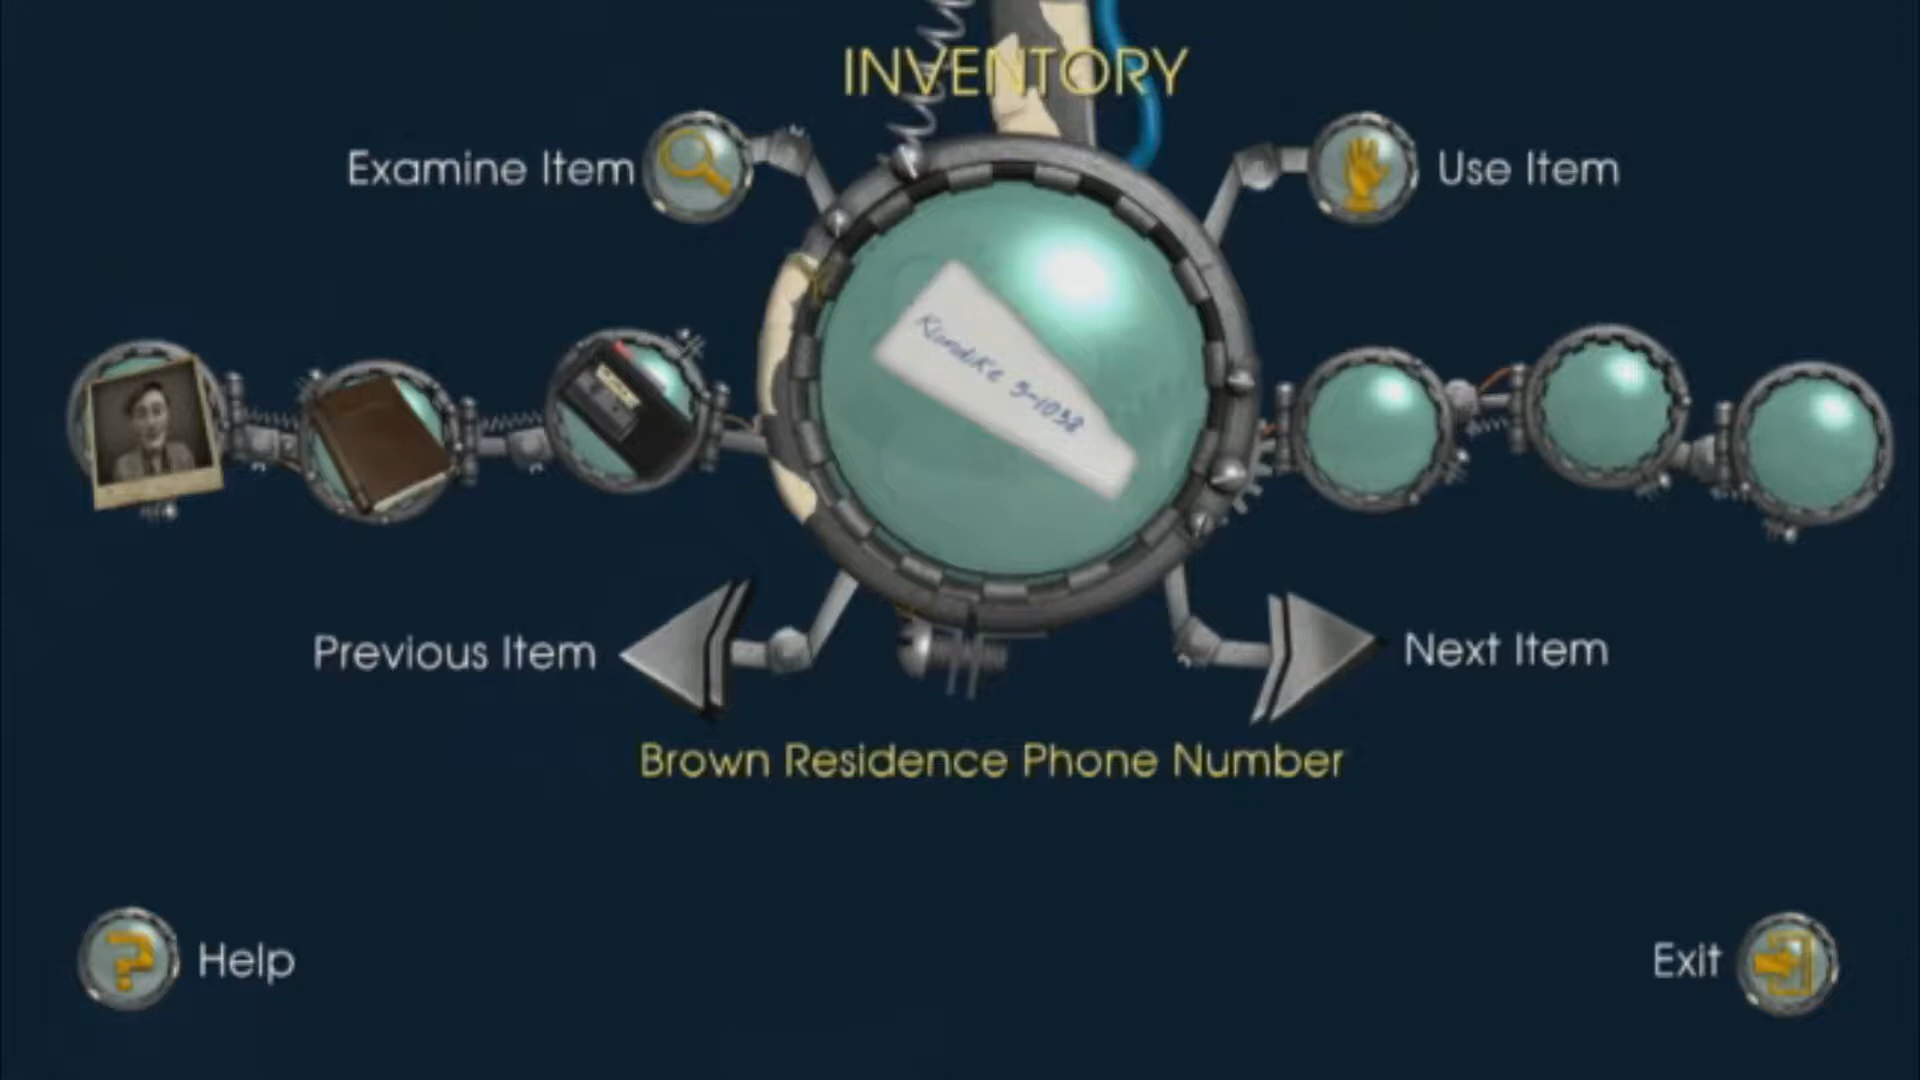 INVENTORY
Examine Item
Use Item
Klondike 5-1038
Previous Item
Next Item
Brown Residence Phone Number
Help
Exit